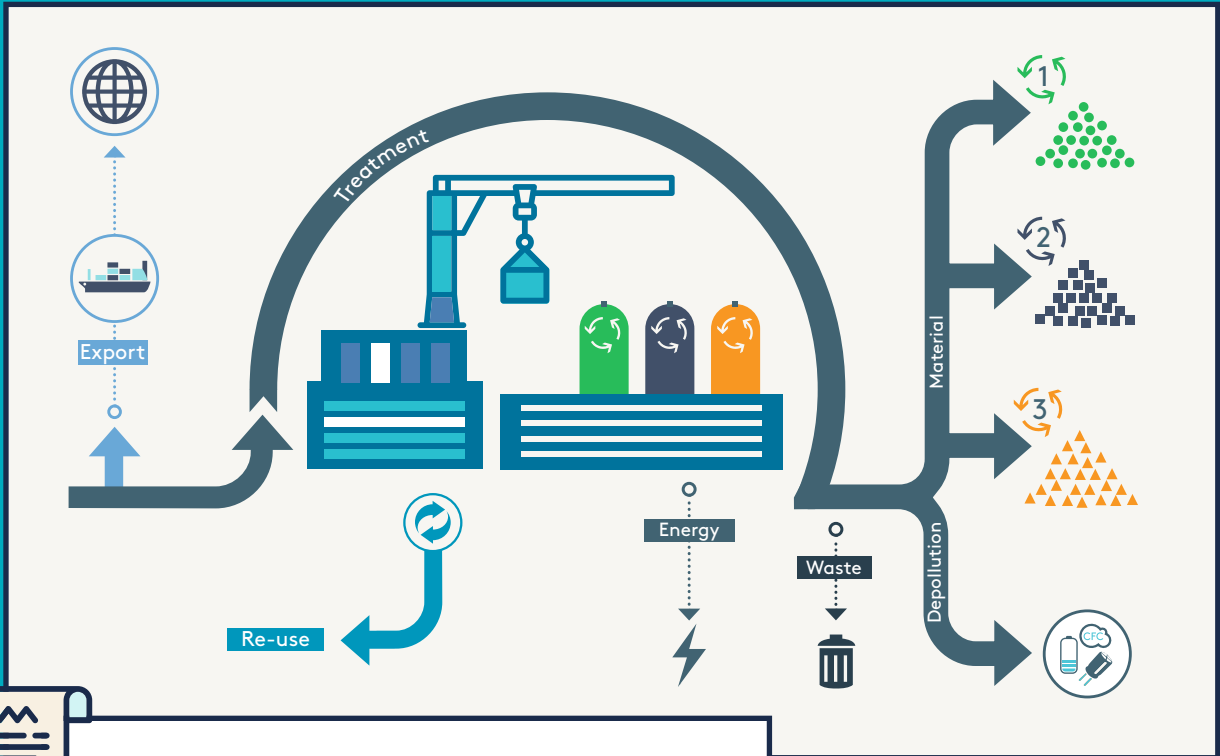 Treatment
1
2
Export
Material
3
Energy
Waste
Depollution
Re-use
CFC